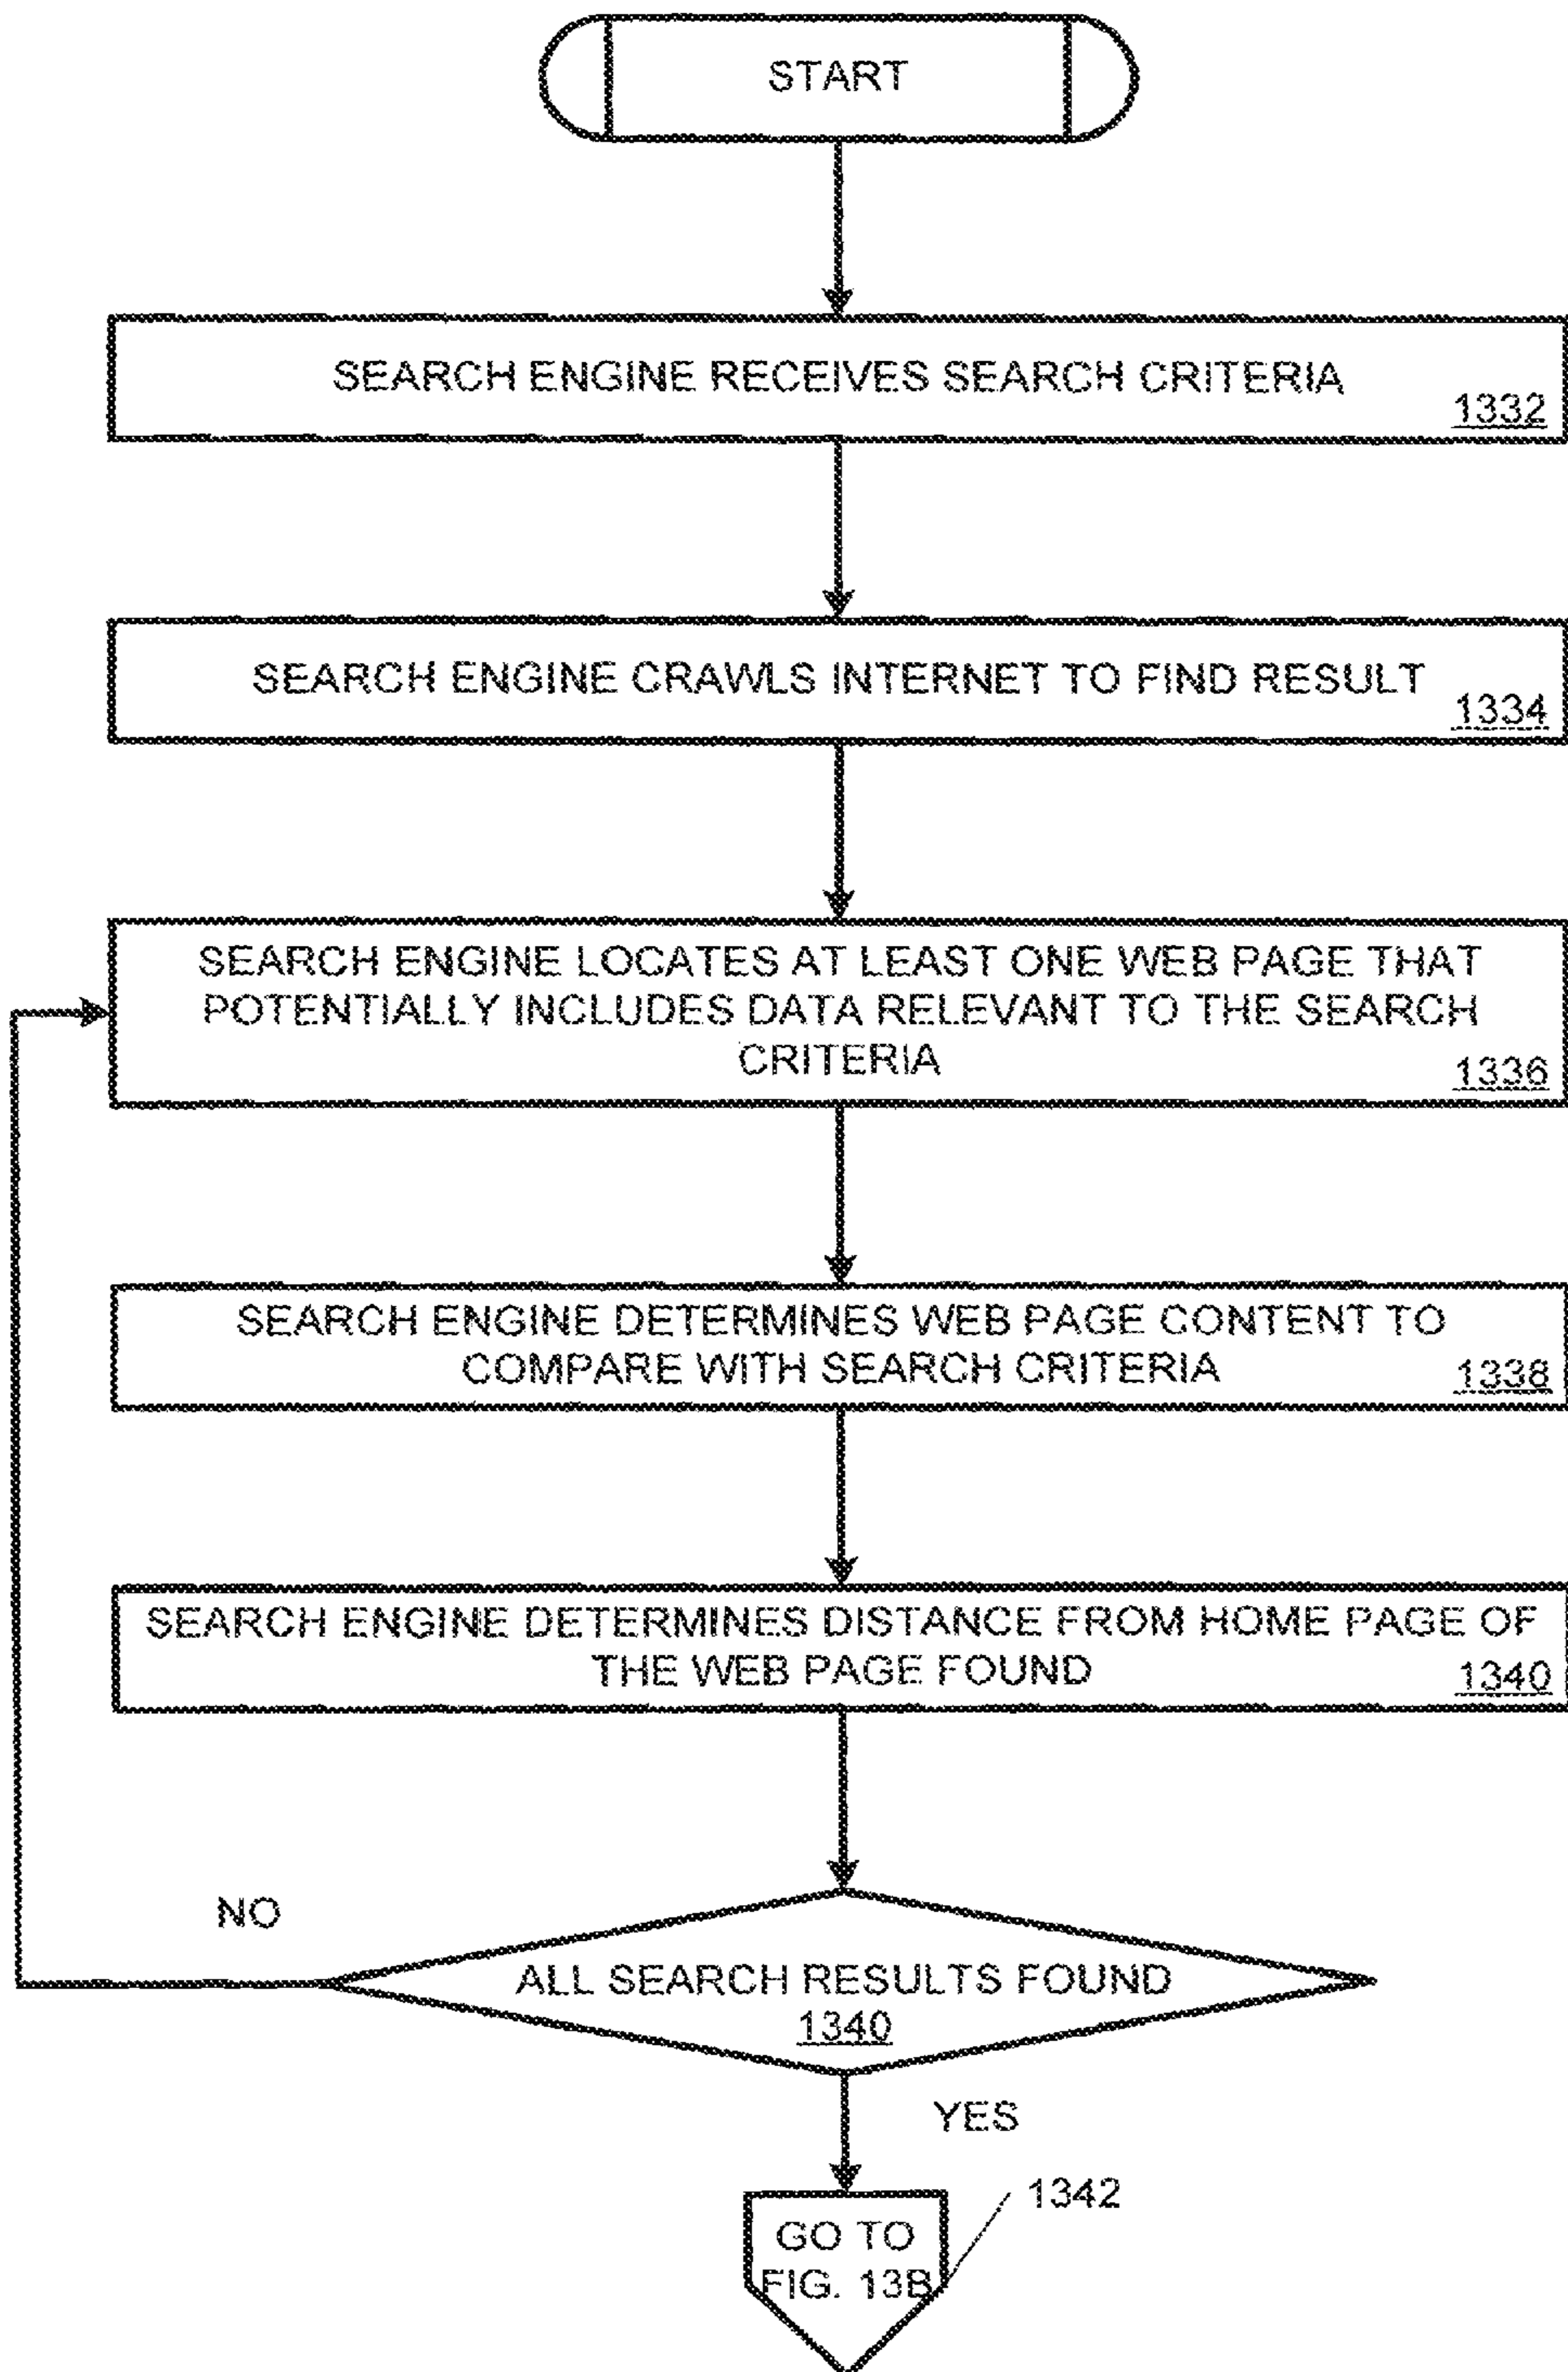 START
SEARCH ENGINE RECEIVES SEARCH CRITERIA
1332
SEARCH ENGINE CRAWLS INTERNET TO FIND RESULT
1334
SEARCH ENGINE LOCATES AT LEAST ONE WEB PAGE THAT
POTENTIALLY INCLUDES DATA RELEVANT TO THE SEARCH
CRITERIA
1336
SEARCH ENGINE DETERMINES WEB PAGE CONTENT TO
COMPARE WITH SEARCH CRITERIA
1338
SEARCH ENGINE DETERMINES DISTANCE FROM HOME PAGE OF
THE WEB PAGE FOUND
1340
NO
ALL SEARCH RESULTS FOUND
1340
YES
1342
GO TO
FIG. 13B